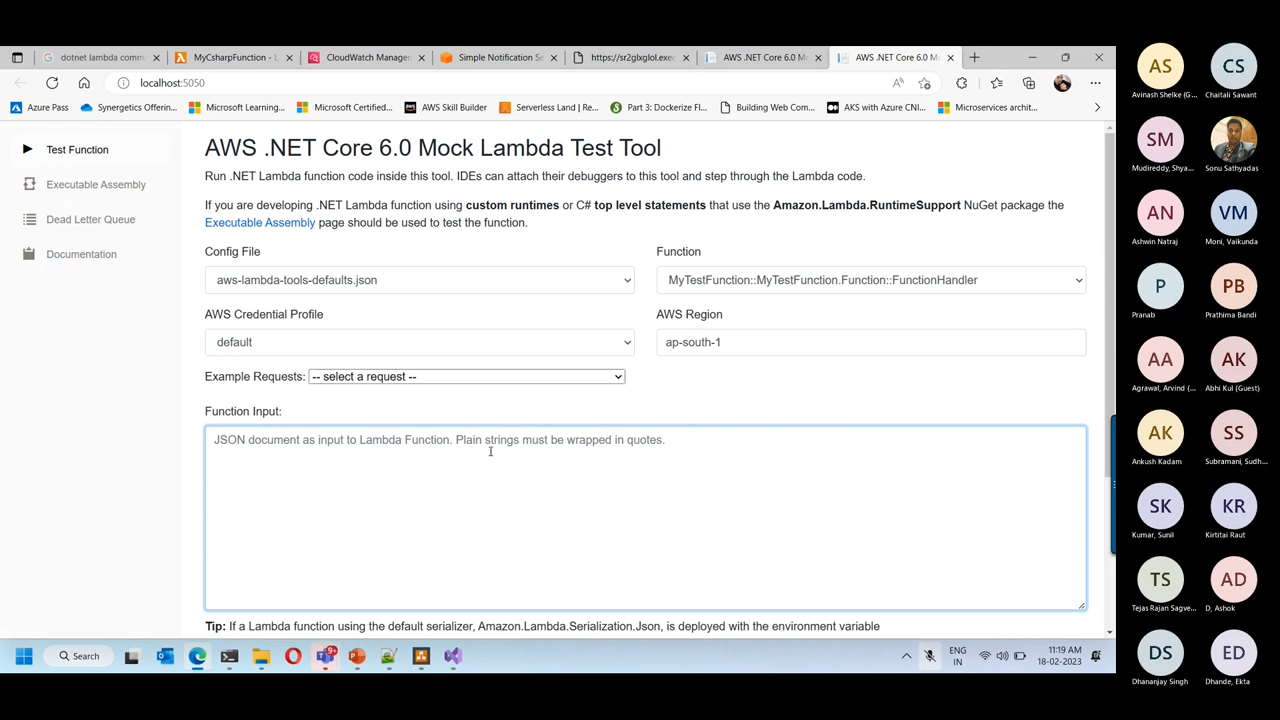 dotnet lambda comm
MyCsharpFunction - L
CloudWatch Manager
Simple Notification Se
https://sr2glxglol.exec
AWS .NET Core 6.0 M
AWS .NET Core 6.0 M
localhost:5050
Azure Pass
Synergetics Offering...
Microsoft Learning...
Microsoft Certified...
AWS Skill Builder
Serverless Land | Re...
Part 3: Dockerize Fl...
Building Web Com...
AKS with Azure CNI...
Microservices archit...
Test Function
Executable Assembly
Dead Letter Queue
Documentation
AWS .NET Core 6.0 Mock Lambda Test Tool
Run .NET Lambda function code inside this tool. IDEs can attach their debuggers to this tool and step through the Lambda code.
If you are developing .NET Lambda function using custom runtimes or C# top level statements that use the Amazon.Lambda.RuntimeSupport NuGet package the
Executable Assembly page should be used to test the function.
Config File
Function
aws-lambda-tools-defaults.json
MyTestFunction::MyTestFunction.Function::FunctionHandler
AWS Credential Profile
AWS Region
default
ap-south-1
Example Requests: -- select a request --
Function Input:
JSON document as input to Lambda Function. Plain strings must be wrapped in quotes.
Tip: If a Lambda function using the default serializer, Amazon.Lambda.Serialization.Json, is deployed with the environment variable
Search
9+
ENG
IN
11:19 AM
18-02-2023
AS
Avinash Shelke (G...
CS
Chaitali Sawant
SM
Mudireddy, Shya...
Sonu Sathyadas
AN
Ashwin Natraj
VM
Moni, Vaikunda
P
Pranab
PB
Prathima Bandi
AA
Agrawal, Arvind (...
AK
Abhi Kul (Guest)
AK
Ankush Kadam
SS
Subramani, Sudh...
SK
Kumar, Sunil
KR
Kirtitai Raut
TS
Tejas Rajan Sagve...
AD
D, Ashok
DS
Dhananjay Singh
ED
Dhande, Ekta